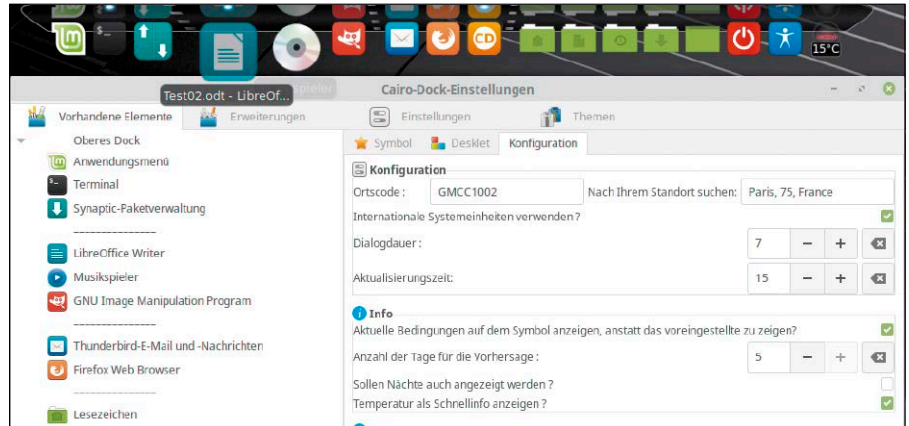 CD
15°C
Test02.odt - LibreOf...
Cairo-Dock-Einstellungen
Vorhandene Elemente
Erweiterungen
Einstellungen
Themen
Oberes Dock
Anwendungsmenü
Terminal
Synaptic-Paketverwaltung
---------------
LibreOffice Writer
Musikspieler
GNU Image Manipulation Program
---------------
Thunderbird-E-Mail und -Nachrichten
Firefox Web Browser
---------------
Lesezeichen
Symbol
Desklet
Konfiguration
Konfiguration
Ortscode : GMCC1002 Nach Ihrem Standort suchen: Paris, 75, France
Internationale Systemeinheiten verwenden ?
Dialogdauer : 7 − +
Aktualisierungszeit: 15 − +
Info
Aktuelle Bedingungen auf dem Symbol anzeigen, anstatt das voreingestellte zu zeigen?
Anzahl der Tage für die Vorhersage : 5 − +
Sollen Nächte auch angezeigt werden ?
Temperatur als Schnellinfo anzeigen ?